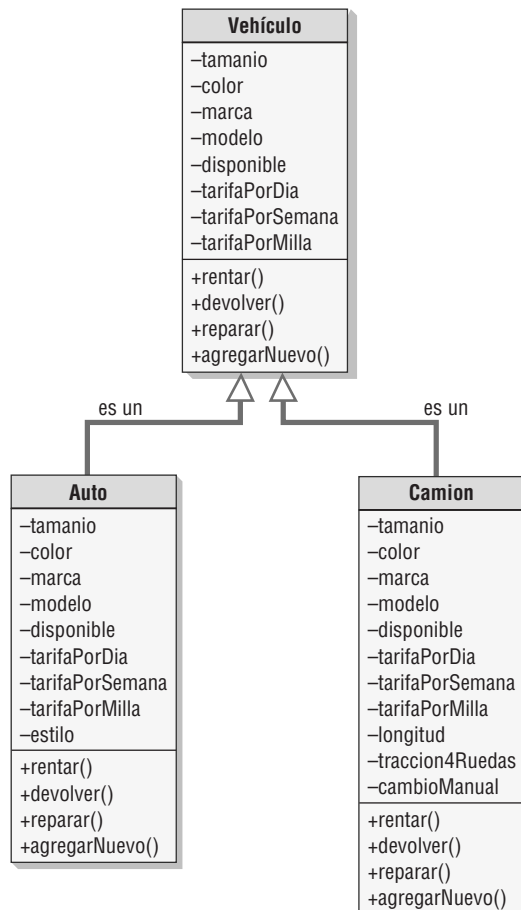 Vehículo
–tamanio
–color
–marca
–modelo
–disponible
–tarifaPorDia
–tarifaPorSemana
–tarifaPorMilla
+rentar()
+devolver()
+reparar()
+agregarNuevo()
es un
es un
Auto
–tamanio
–color
–marca
–modelo
–disponible
–tarifaPorDia
–tarifaPorSemana
–tarifaPorMilla
–estilo
+rentar()
+devolver()
+reparar()
+agregarNuevo()
Camion
–tamanio
–color
–marca
–modelo
–disponible
–tarifaPorDia
–tarifaPorSemana
–tarifaPorMilla
–longitud
–traccion4Ruedas
–cambioManual
+rentar()
+devolver()
+reparar()
+agregarNuevo()